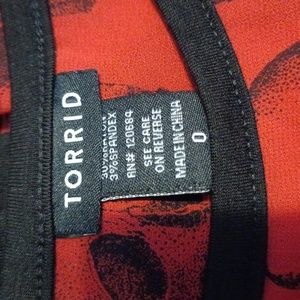 TORRID
3% SPANDEX
RN# 120684
SEE CARE
ON REVERSE
MADE IN CHINA
0